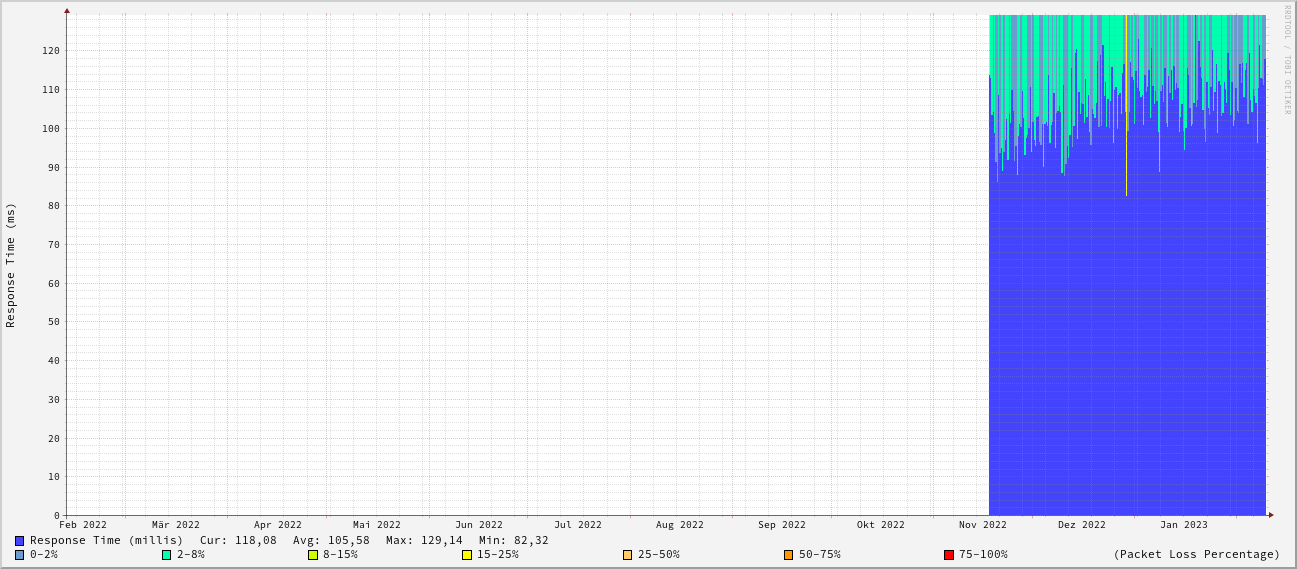 RRDTOOL / TOBI OETIKER
Response Time (ms)
120
110
100
90
80
70
60
50
40
30
20
10
0
Feb 2022 Mär 2022 Apr 2022 Mai 2022 Jun 2022 Jul 2022 Aug 2022 Sep 2022 Okt 2022 Nov 2022 Dez 2022 Jan 2023
Response Time (millis) Cur: 118,08 Avg: 105,58 Max: 129,14 Min: 82,32
0-2% 2-8% 8-15% 15-25% 25-50% 50-75% 75-100% (Packet Loss Percentage)